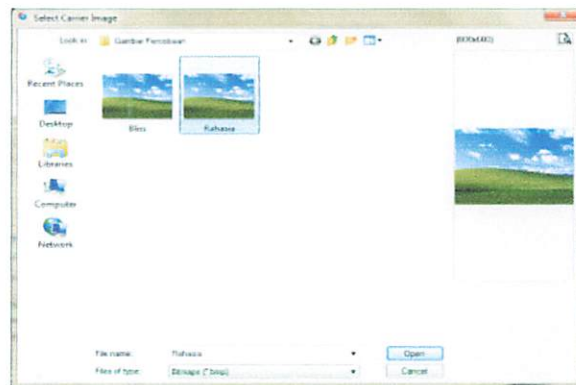 Select Carrier Image
Look in: Gambar Percobaan
Recent Places
Desktop
Libraries
Computer
Network
Bliss
Rahasia
File name: Rahasia
Open
Files of type: Bitmaps (*.bmp)
Cancel